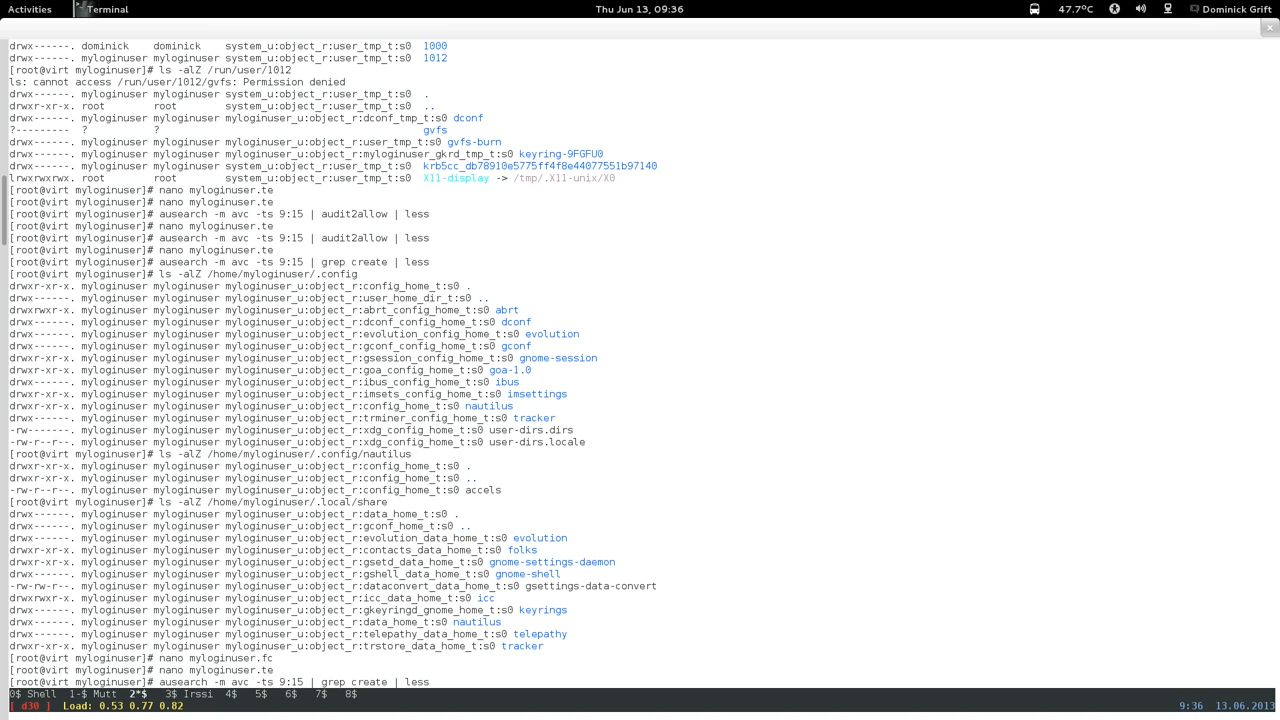 Activities Terminal Thu Jun 13, 09:36 47.7°C Dominick Grift
drwx------. dominick dominick system_u:object_r:user_tmp_t:s0 1000
drwx------. myloginuser myloginuser system_u:object_r:user_tmp_t:s0 1012
[root@virt myloginuser]# ls -alZ /run/user/1012
ls: cannot access /run/user/1012/gvfs: Permission denied
drwx------. myloginuser myloginuser system_u:object_r:user_tmp_t:s0 .
drwxr-xr-x. root root system_u:object_r:user_tmp_t:s0 ..
drwx------. myloginuser myloginuser myloginuser_u:object_r:dconf_tmp_t:s0 dconf
?--------- ? ? gvfs
drwx------. myloginuser myloginuser myloginuser_u:object_r:user_tmp_t:s0 gvfs-burn
drwx------. myloginuser myloginuser myloginuser_u:object_r:myloginuser_gkrd_tmp_t:s0 keyring-9FGFU0
drwx------. myloginuser myloginuser system_u:object_r:user_tmp_t:s0 krb5cc_db78910e5775ff4f8e44077551b97140
lrwxrwxrwx. root root system_u:object_r:user_tmp_t:s0 X11-display -> /tmp/.X11-unix/X0
[root@virt myloginuser]# nano myloginuser.te
[root@virt myloginuser]# nano myloginuser.te
[root@virt myloginuser]# ausearch -m avc -ts 9:15 | audit2allow | less
[root@virt myloginuser]# nano myloginuser.te
[root@virt myloginuser]# ausearch -m avc -ts 9:15 | audit2allow | less
[root@virt myloginuser]# nano myloginuser.te
[root@virt myloginuser]# ausearch -m avc -ts 9:15 | grep create | less
[root@virt myloginuser]# ls -alZ /home/myloginuser/.config
drwxr-xr-x. myloginuser myloginuser myloginuser_u:object_r:config_home_t:s0 .
drwx------. myloginuser myloginuser myloginuser_u:object_r:user_home_dir_t:s0 ..
drwxrwxr-x. myloginuser myloginuser myloginuser_u:object_r:abrt_config_home_t:s0 abrt
drwx------. myloginuser myloginuser myloginuser_u:object_r:dconf_config_home_t:s0 dconf
drwx------. myloginuser myloginuser myloginuser_u:object_r:evolution_config_home_t:s0 evolution
drwx------. myloginuser myloginuser myloginuser_u:object_r:gconf_config_home_t:s0 gconf
drwx------. myloginuser myloginuser myloginuser_u:object_r:gsession_config_home_t:s0 gnome-session
drwxr-xr-x. myloginuser myloginuser myloginuser_u:object_r:goa_config_home_t:s0 goa-1.0
drwx------. myloginuser myloginuser myloginuser_u:object_r:ibus_config_home_t:s0 ibus
drwx------. myloginuser myloginuser myloginuser_u:object_r:imsets_config_home_t:s0 imsettings
drwxr-xr-x. myloginuser myloginuser myloginuser_u:object_r:config_home_t:s0 nautilus
drwx------. myloginuser myloginuser myloginuser_u:object_r:trminer_config_home_t:s0 tracker
-rw-------. myloginuser myloginuser myloginuser_u:object_r:xdg_config_home_t:s0 user-dirs.dirs
-rw-r--r--. myloginuser myloginuser myloginuser_u:object_r:xdg_config_home_t:s0 user-dirs.locale
[root@virt myloginuser]# ls -alZ /home/myloginuser/.config/nautilus
drwxr-xr-x. myloginuser myloginuser myloginuser_u:object_r:config_home_t:s0 .
drwxr-xr-x. myloginuser myloginuser myloginuser_u:object_r:config_home_t:s0 ..
-rw-r--r--. myloginuser myloginuser myloginuser_u:object_r:config_home_t:s0 accels
[root@virt myloginuser]# ls -alZ /home/myloginuser/.local/share
drwx------. myloginuser myloginuser myloginuser_u:object_r:data_home_t:s0 .
drwx------. myloginuser myloginuser myloginuser_u:object_r:gconf_home_t:s0 ..
drwx------. myloginuser myloginuser myloginuser_u:object_r:evolution_data_home_t:s0 evolution
drwxr-xr-x. myloginuser myloginuser myloginuser_u:object_r:contacts_data_home_t:s0 folks
drwxr-xr-x. myloginuser myloginuser myloginuser_u:object_r:gsetd_data_home_t:s0 gnome-settings-daemon
drwx------. myloginuser myloginuser myloginuser_u:object_r:gshell_data_home_t:s0 gnome-shell
-rw-rw-r--. myloginuser myloginuser myloginuser_u:object_r:dataconvert_data_home_t:s0 gsettings-data-convert
drwxrwxr-x. myloginuser myloginuser myloginuser_u:object_r:icc_data_home_t:s0 icc
drwx------. myloginuser myloginuser myloginuser_u:object_r:gkeyringd_gnome_home_t:s0 keyrings
drwx------. myloginuser myloginuser myloginuser_u:object_r:data_home_t:s0 nautilus
drwx------. myloginuser myloginuser myloginuser_u:object_r:telepathy_data_home_t:s0 telepathy
drwxr-xr-x. myloginuser myloginuser myloginuser_u:object_r:trstore_data_home_t:s0 tracker
[root@virt myloginuser]# nano myloginuser.fc
[root@virt myloginuser]# nano myloginuser.te
[root@virt myloginuser]# ausearch -m avc -ts 9:15 | grep create | less
0$ Shell 1-$ Mutt 2*$ 3$ Irssi 4$ 5$ 6$ 7$ 8$
[ d30 ] Load: 0.53 0.77 0.82 9:36 13.06.2013